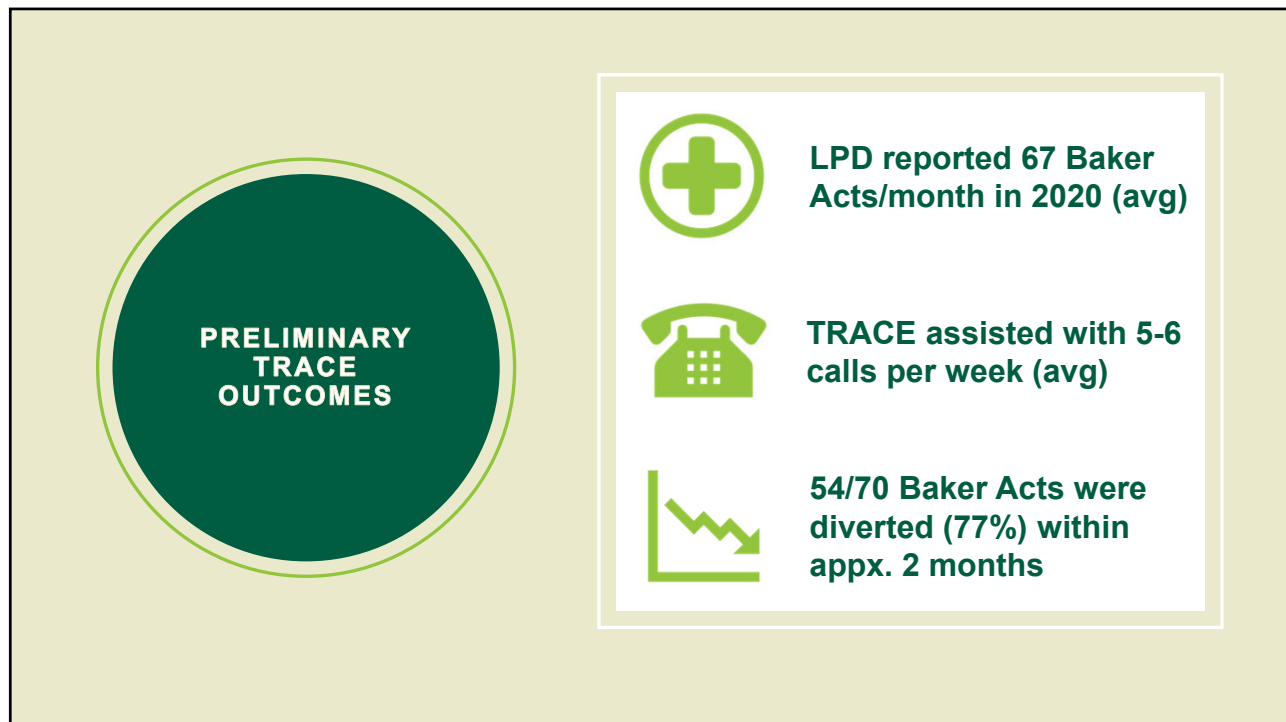 PRELIMINARY
TRACE
OUTCOMES
LPD reported 67 Baker
Acts/month in 2020 (avg)
TRACE assisted with 5-6
calls per week (avg)
54/70 Baker Acts were
diverted (77%) within
appx. 2 months